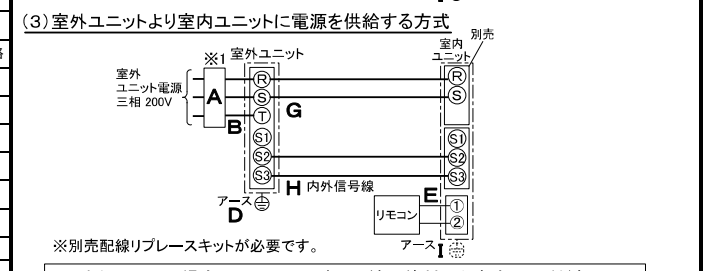 (3)室外ユニットより室内ユニットに電源を供給する方式
別売
※1
室外ユニット
室内
ユニット
室外
ユニット電源
三相 200V
A
B
R
S
T
S1
S2
S3
G
H 内外信号線
R
S
S1
S2
S3
アース
D
リモコン
E
①
②
アース I
※別売配線リプレースキットが必要です。